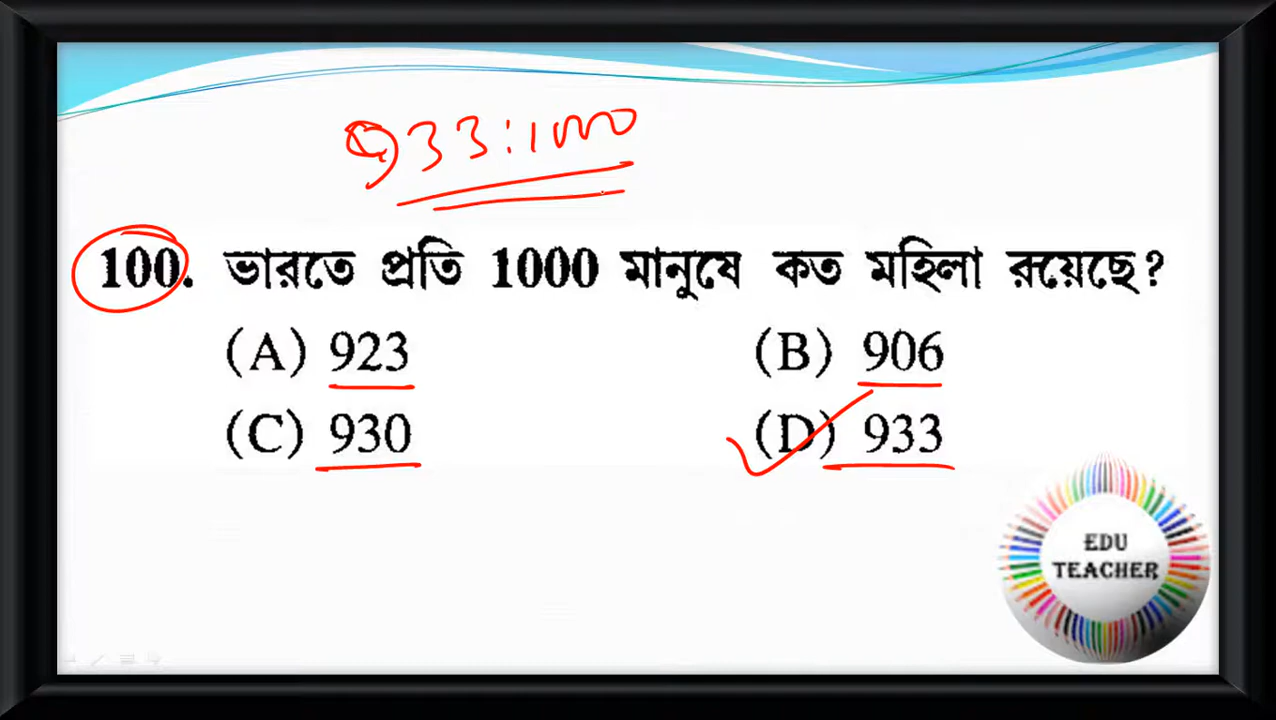 933:1000
100. ভারতে প্রতি 1000 মানুষে কত মহিলা রয়েছে?
(A) 923 (B) 906
(C) 930 (D) 933
EDU
TEACHER